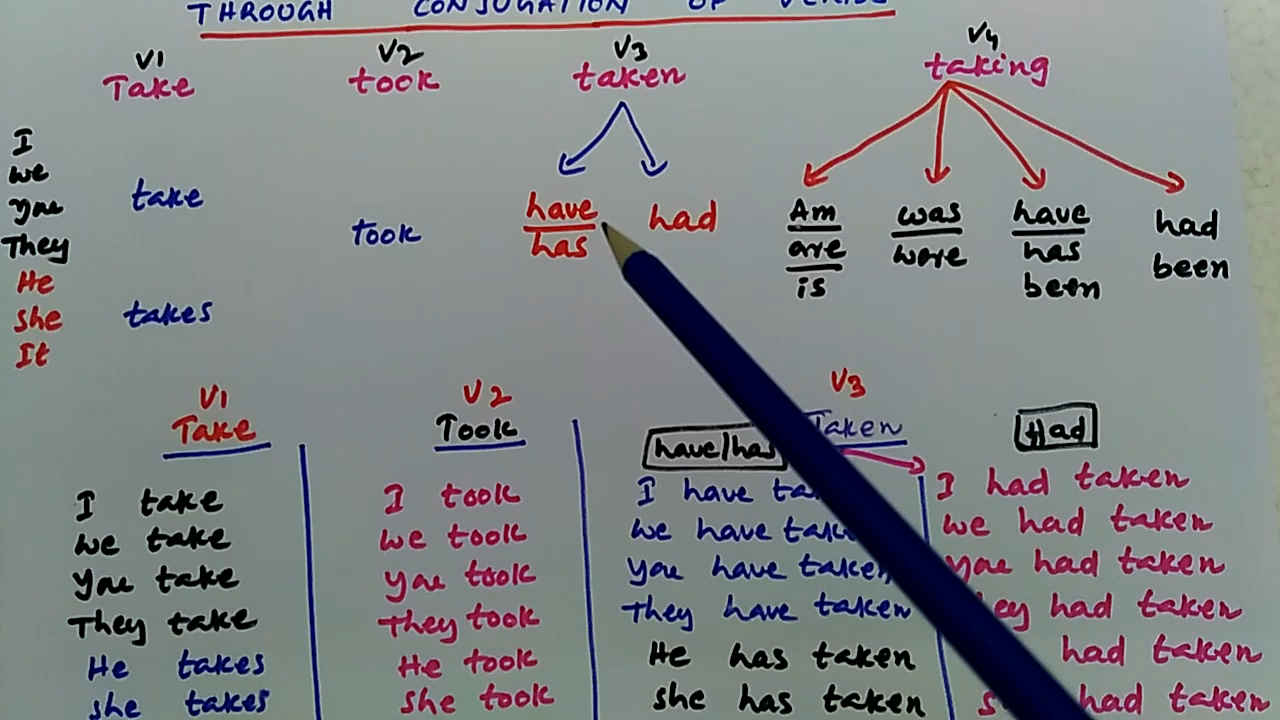 THROUGH CONJUGATION OF
V1 V2 V3 V4
Take took taken taking
I
we
you take
They
He
she takes
It
took
have had
has
Am was have had
are were has been
is been
V1 V2 V3
Take Took have/has Taken Had
I take I took I have I had taken
we take we took we have taken we had taken
you take you took you have taken you had taken
They take They took They have taken They had taken
He takes He took He has taken had taken
she takes she took she has taken had taken